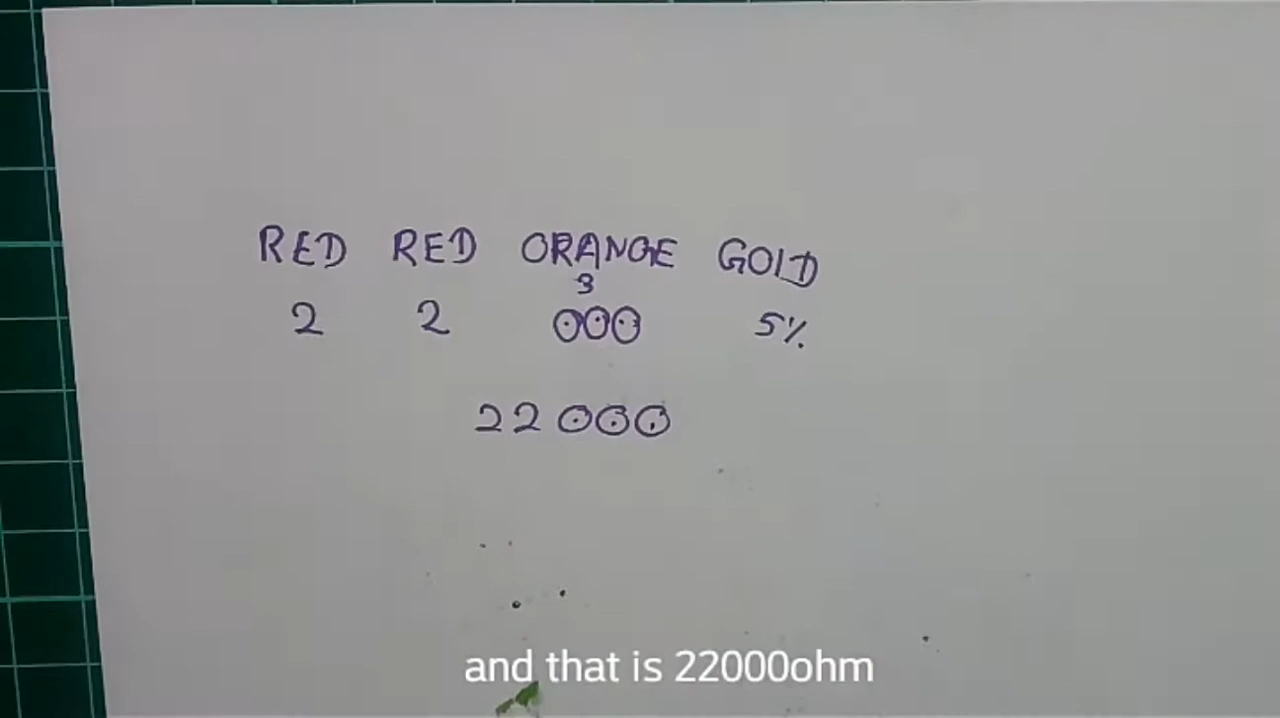 RED RED ORANGE GOLD
3
2 2 000 5%
22000
and that is 22000ohm